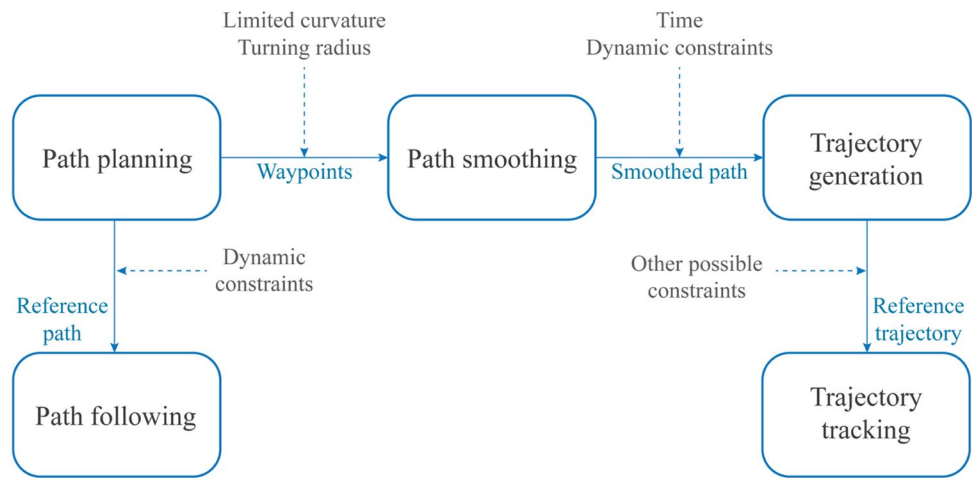 Limited curvature
Turning radius
Time
Dynamic constraints
Path planning
Waypoints
Path smoothing
Smoothed path
Trajectory
generation
Dynamic
constraints
Other possible
constraints
Reference
path
Reference
trajectory
Path following
Trajectory
tracking